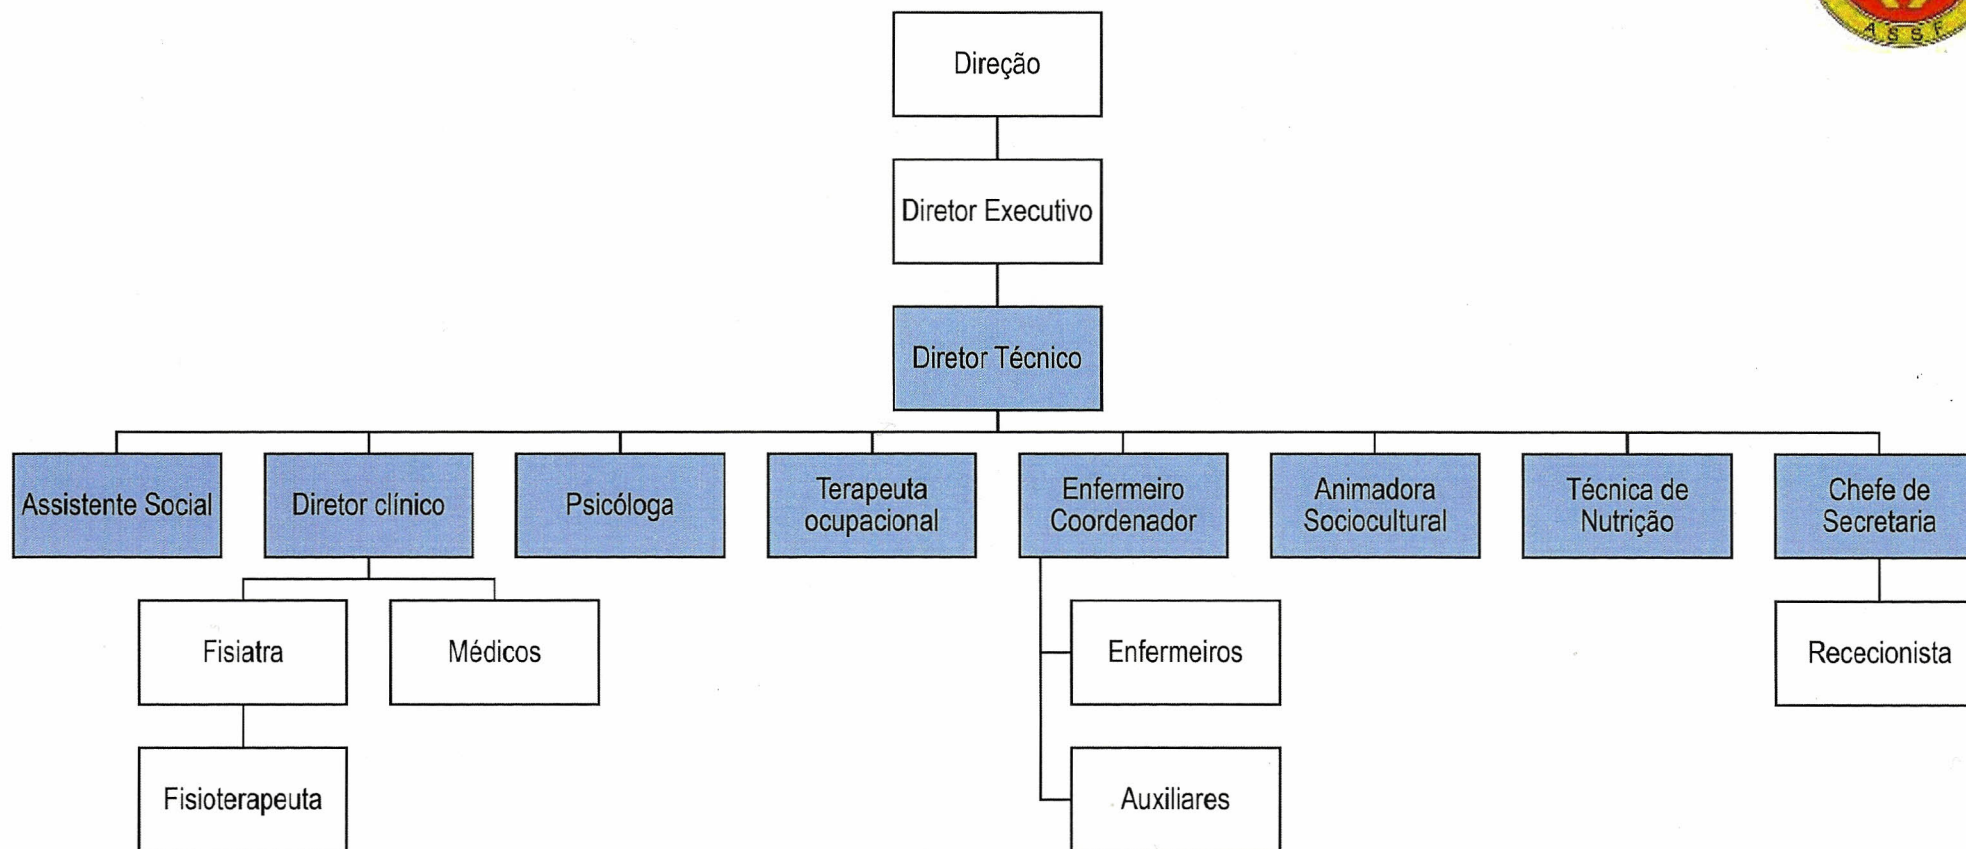 ASSF
Direção
Diretor Executivo
Diretor Técnico
Assistente Social
Diretor clínico
Psicóloga
Terapeuta
ocupacional
Enfermeiro
Coordenador
Animadora
Sociocultural
Técnica de
Nutrição
Chefe de
Secretaria
Fisiatra
Médicos
Enfermeiros
Rececionista
Fisioterapeuta
Auxiliares